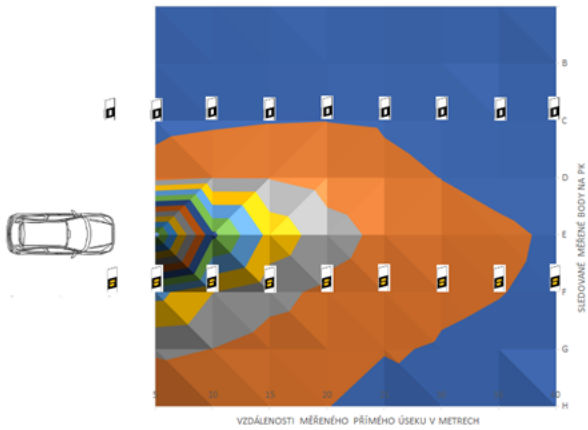 B
C
D
E
F
G
H
5 10 15 20
VZDÁLENOSTI MĚŘENÉHO PŘÍMÉHO ÚSEKU V METRECH
SLEDOVANÉ MĚŘENÉ BODY NA PK